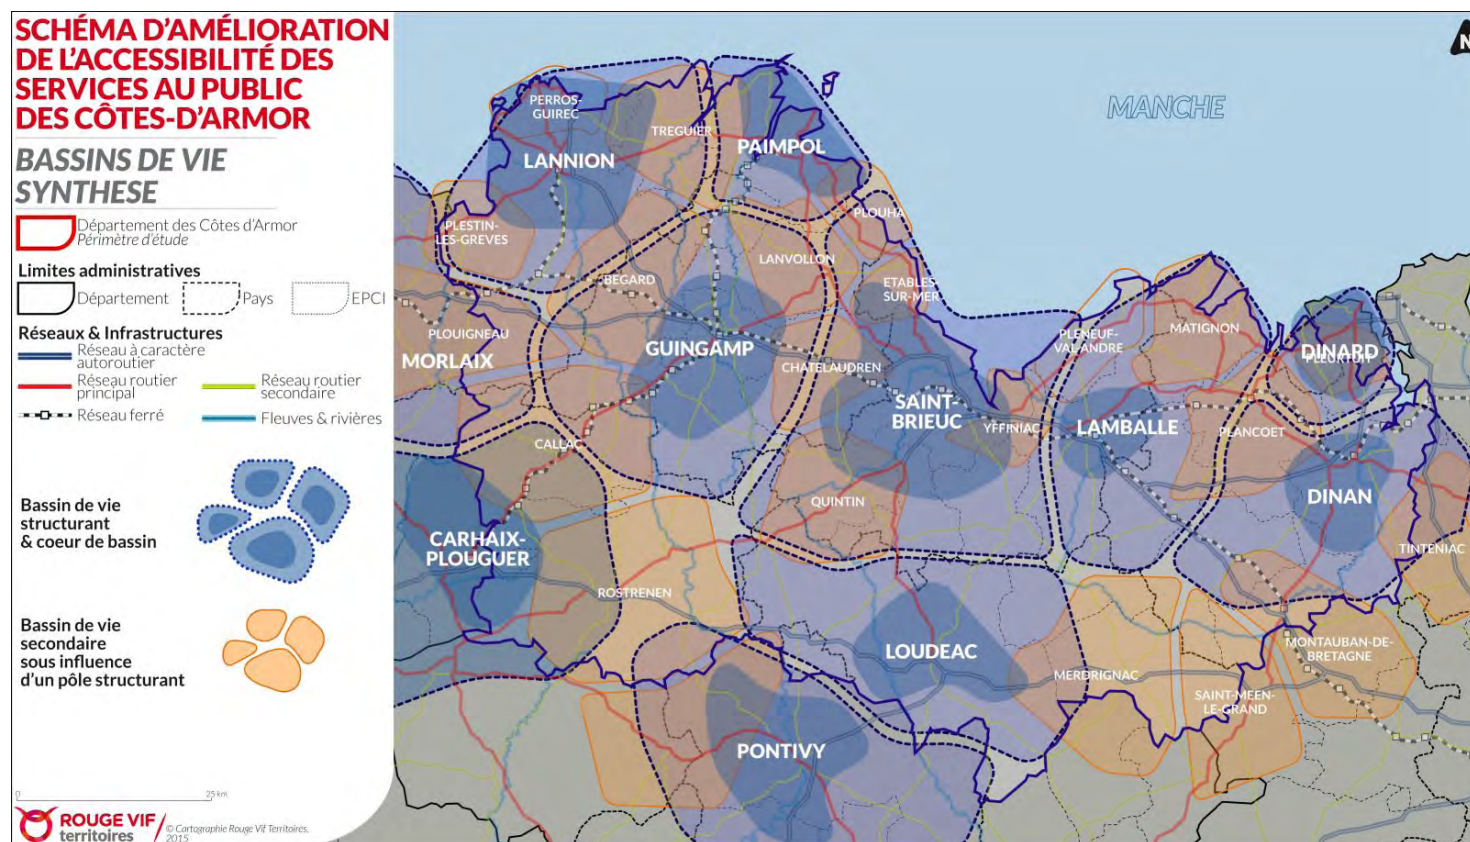 SCHÉMA D'AMÉLIORATION
DE L'ACCESSIBILITÉ DES
SERVICES AU PUBLIC
DES CÔTES-D'ARMOR
BASSINS DE VIE
SYNTHESE
Département des Côtes d'Armor
Périmètre d'étude
Limites administratives
Département
Pays
EPCI
Réseaux & Infrastructures
Réseau à caractère
autoroutier
Réseau routier
principal
Réseau routier
secondaire
Réseau ferré
Fleuves & rivières
Bassin de vie
structurant
& coeur de bassin
Bassin de vie
secondaire
sous influence
d'un pôle structurant
0
25 km
ROUGE VIF
territoires
© Cartographie Rouge Vif Territoires,
2015
N
MANCHE
PERROS-
GUIREC
TREGUIER
LANNION
PAIMPOL
PLESTIN-
LES-GREVES
PLOUHA
LANVOLLON
BEGARD
ETABLES-
SUR-MER
PLOUIGNEAU
MORLAIX
GUINGAMP
CHATELAUDREN
PLENEUF-
VAL-ANDRE
MATIGNON
DINARD
PLEURTUIT
SAINT-
BRIEUC
YFFINIAC
LAMBALLE
PLANCOET
CALLAC
QUINTIN
DINAN
CARHAIX-
PLOUGUER
TINTENIAC
ROSTRENEN
LOUDEAC
MERDRIGNAC
MONTAUBAN-DE-
BRETAGNE
SAINT-MEEN-
LE-GRAND
PONTIVY